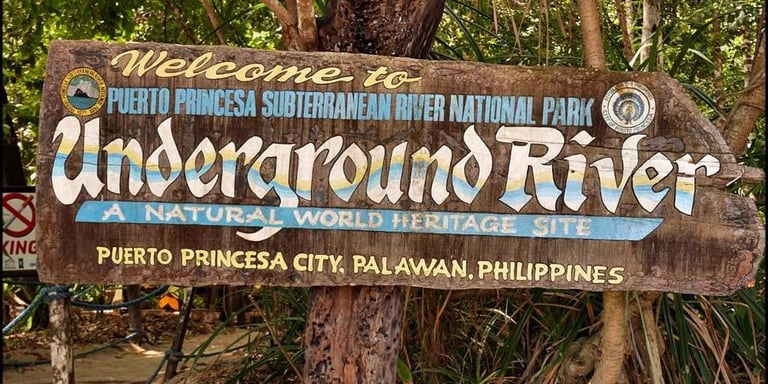 Welcome to
PUERTO PRINCESA SUBTERRANEAN RIVER NATIONAL PARK
Underground River
A NATURAL WORLD HERITAGE SITE
PUERTO PRINCESA CITY, PALAWAN, PHILIPPINES
KING